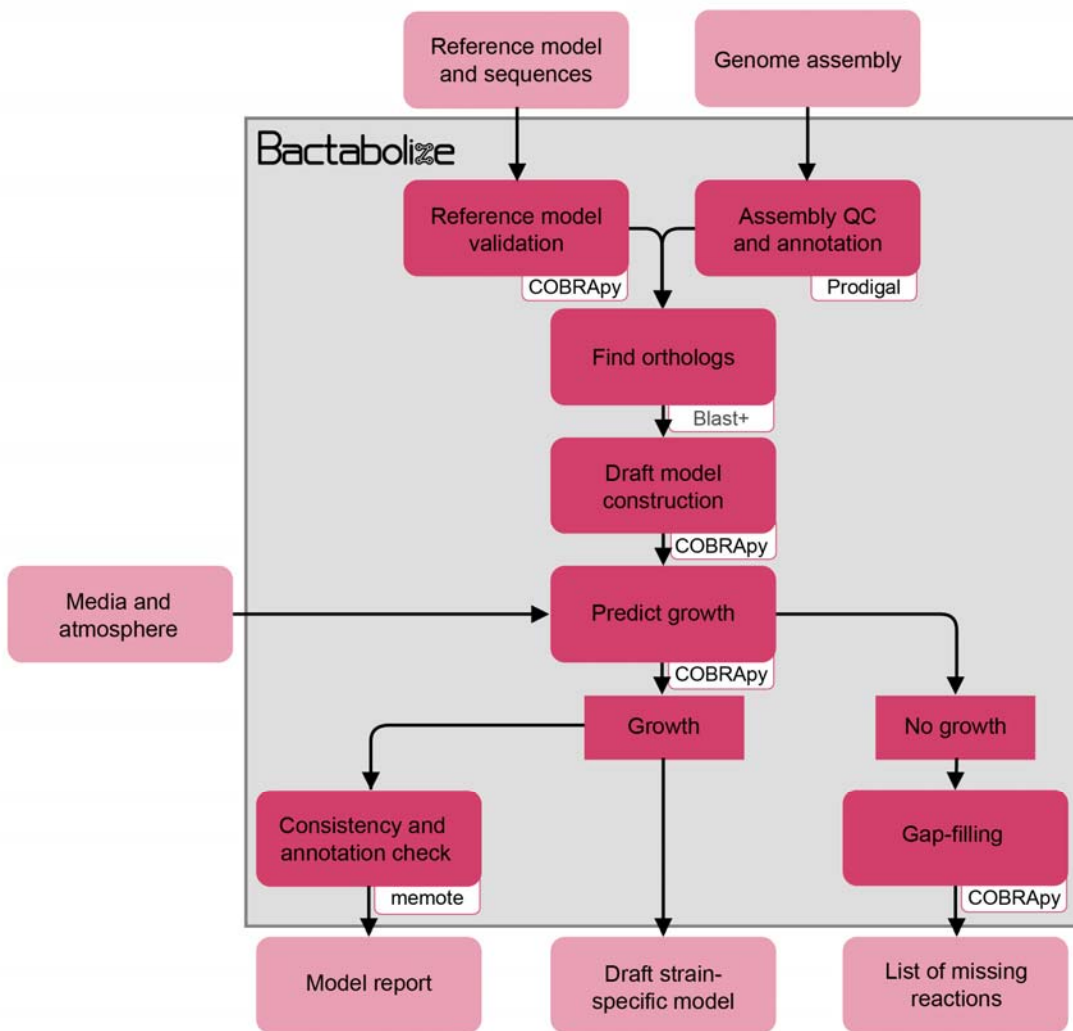 Reference model
and sequences
Genome assembly
Bactabolize
Reference model
validation
COBRApy
Assembly QC
and annotation
Prodigal
Find orthologs
Blast+
Draft model
construction
COBRApy
Media and
atmosphere
Predict growth
COBRApy
Growth
No growth
Consistency and
annotation check
memote
Gap-filling
COBRApy
Model report
Draft strain-
specific model
List of missing
reactions